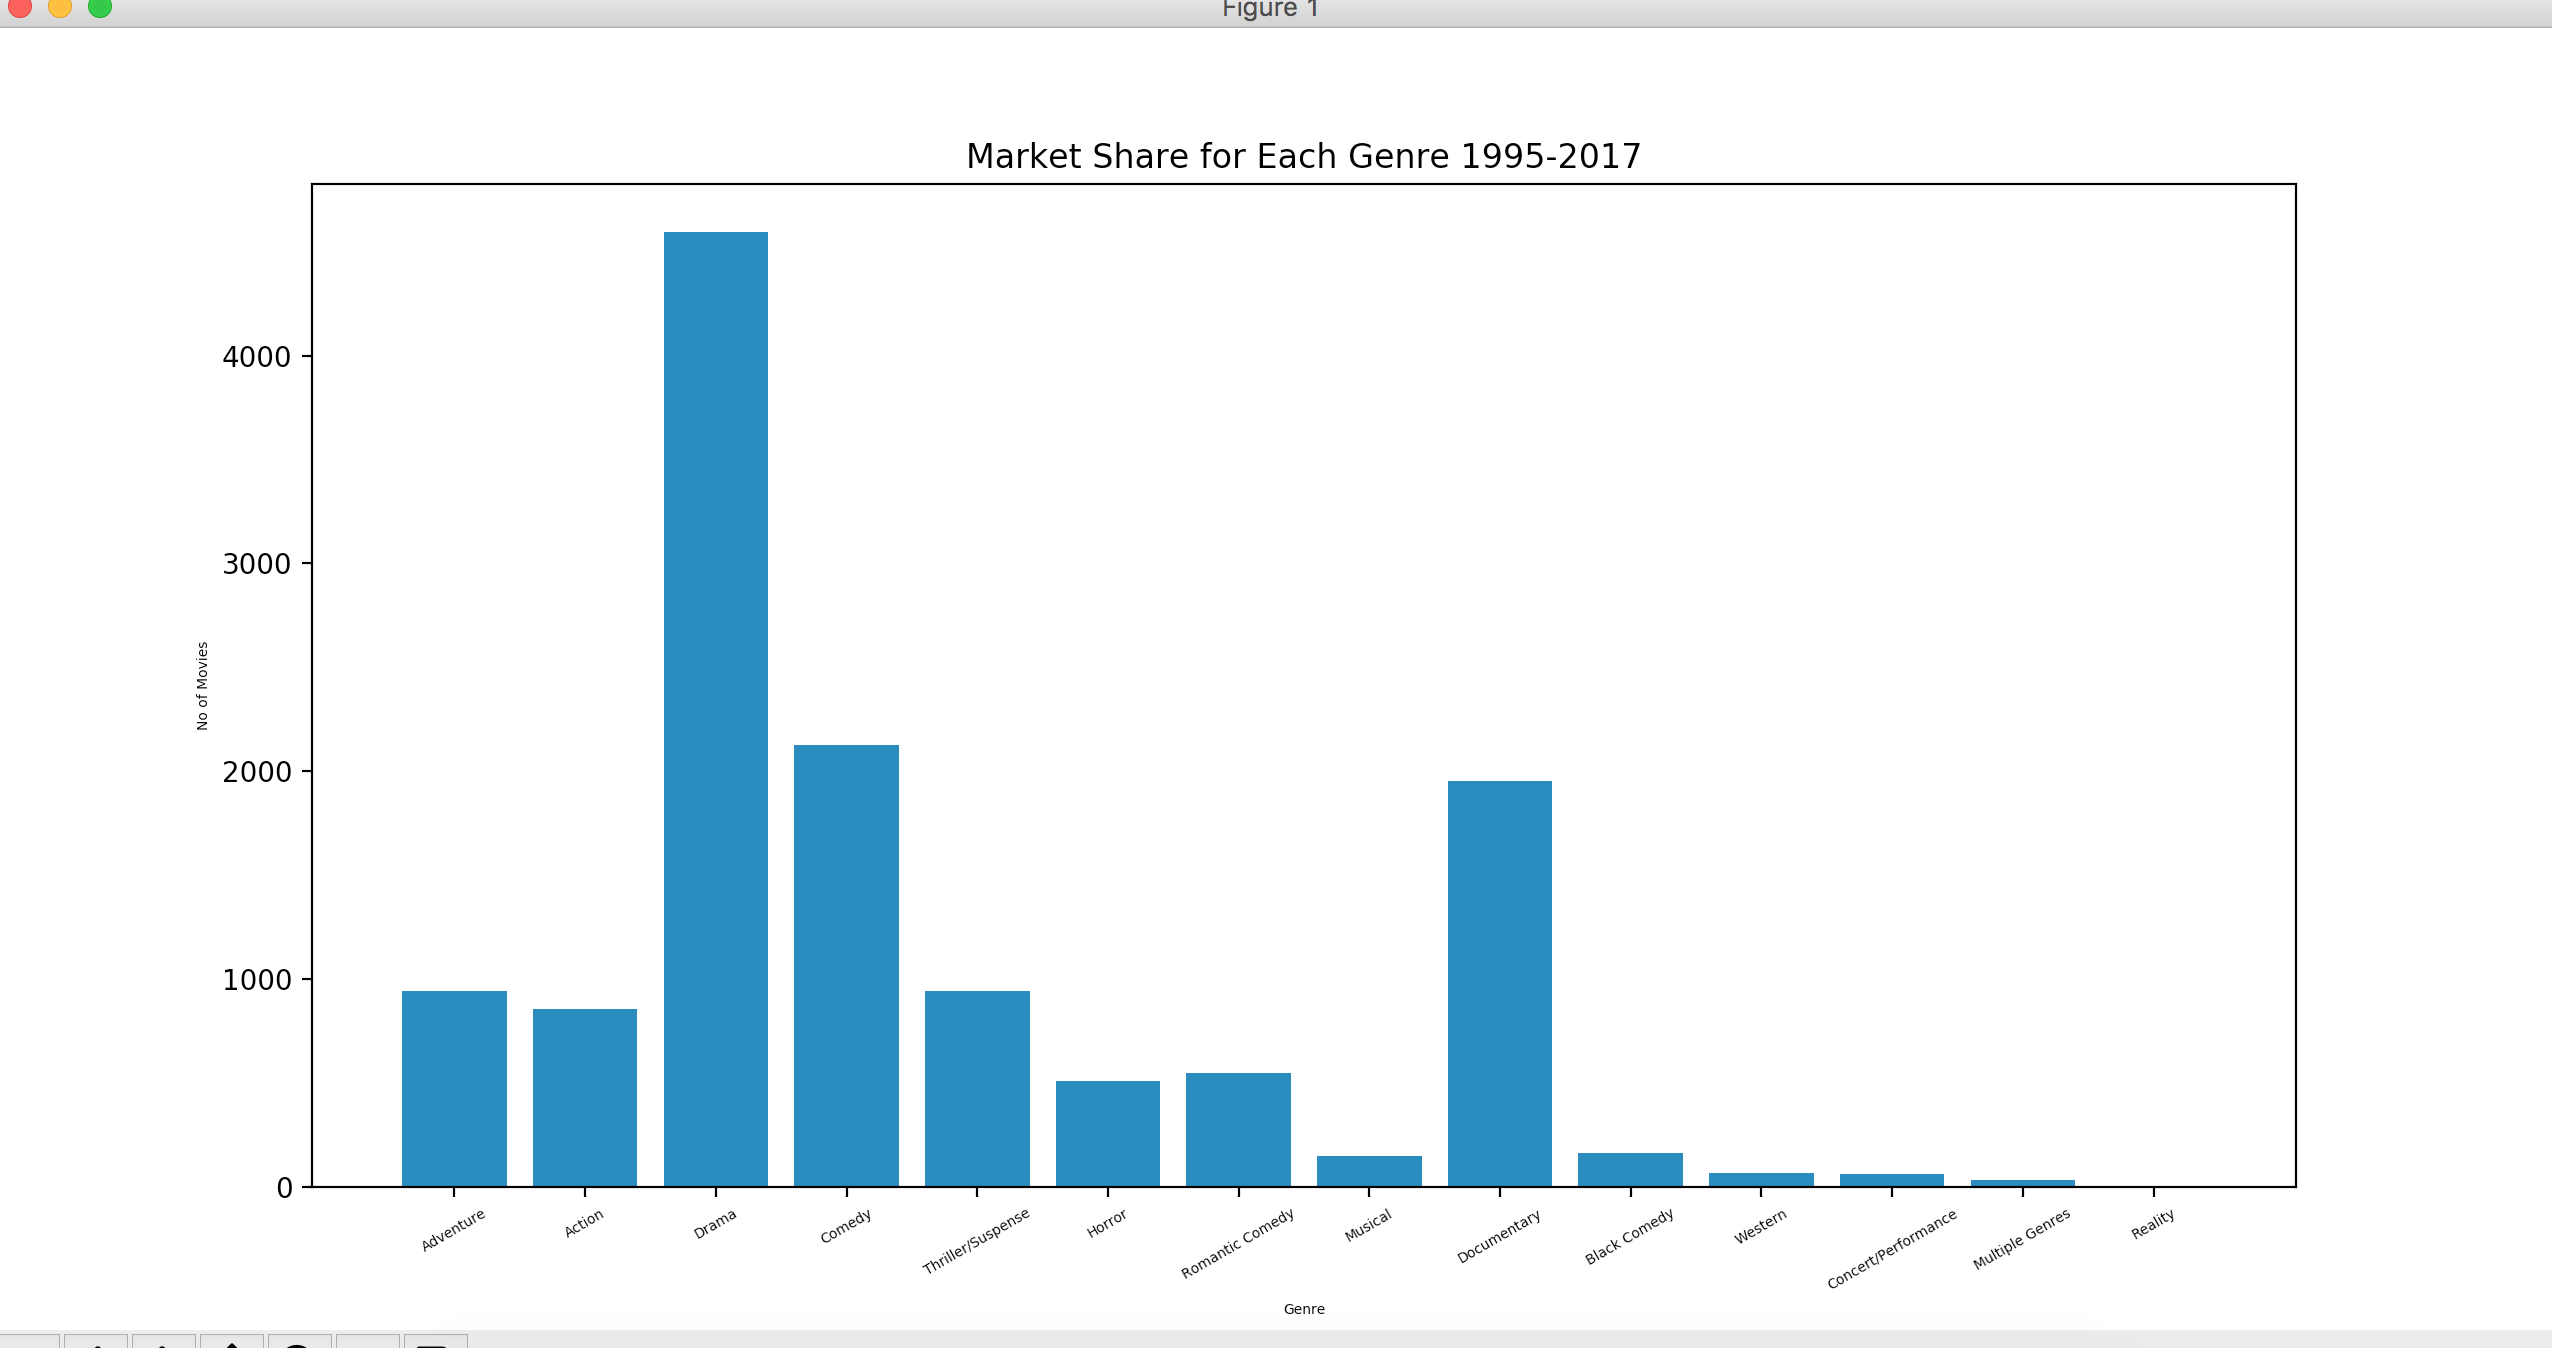 Figure 1
Market Share for Each Genre 1995-2017
4000
3000
2000
1000
0
No of Movies
Adventure
Action
Drama
Comedy
Thriller/Suspense
Horror
Romantic Comedy
Musical
Documentary
Black Comedy
Western
Concert/Performance
Multiple Genres
Reality
Genre